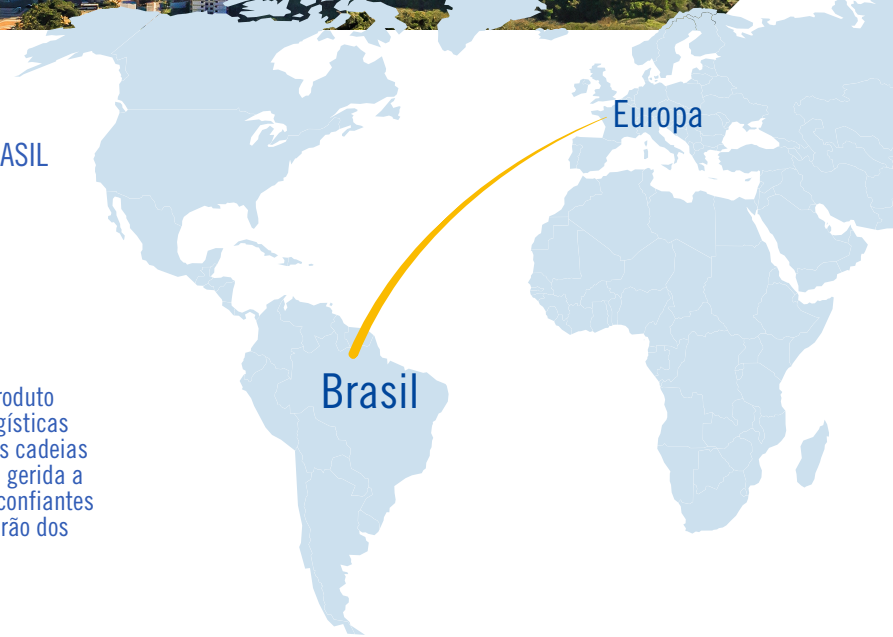 Europa
ASIL
Brasil
roduto
gísticas
s cadeias
gerida a
confiantes
rão dos